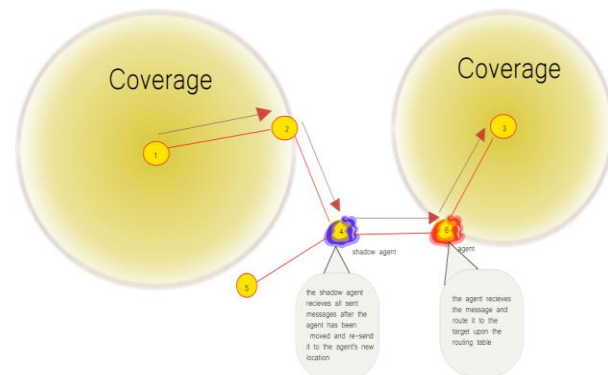 Coverage
Coverage
1
2
3
4
6
5
shadow agent
agent
the shadow agent
recieves all sent
messages after the
agent has been
moved and re-send
it to the agent's new
location
the agent recieves
the message and
route it to the
target upon the
routing table